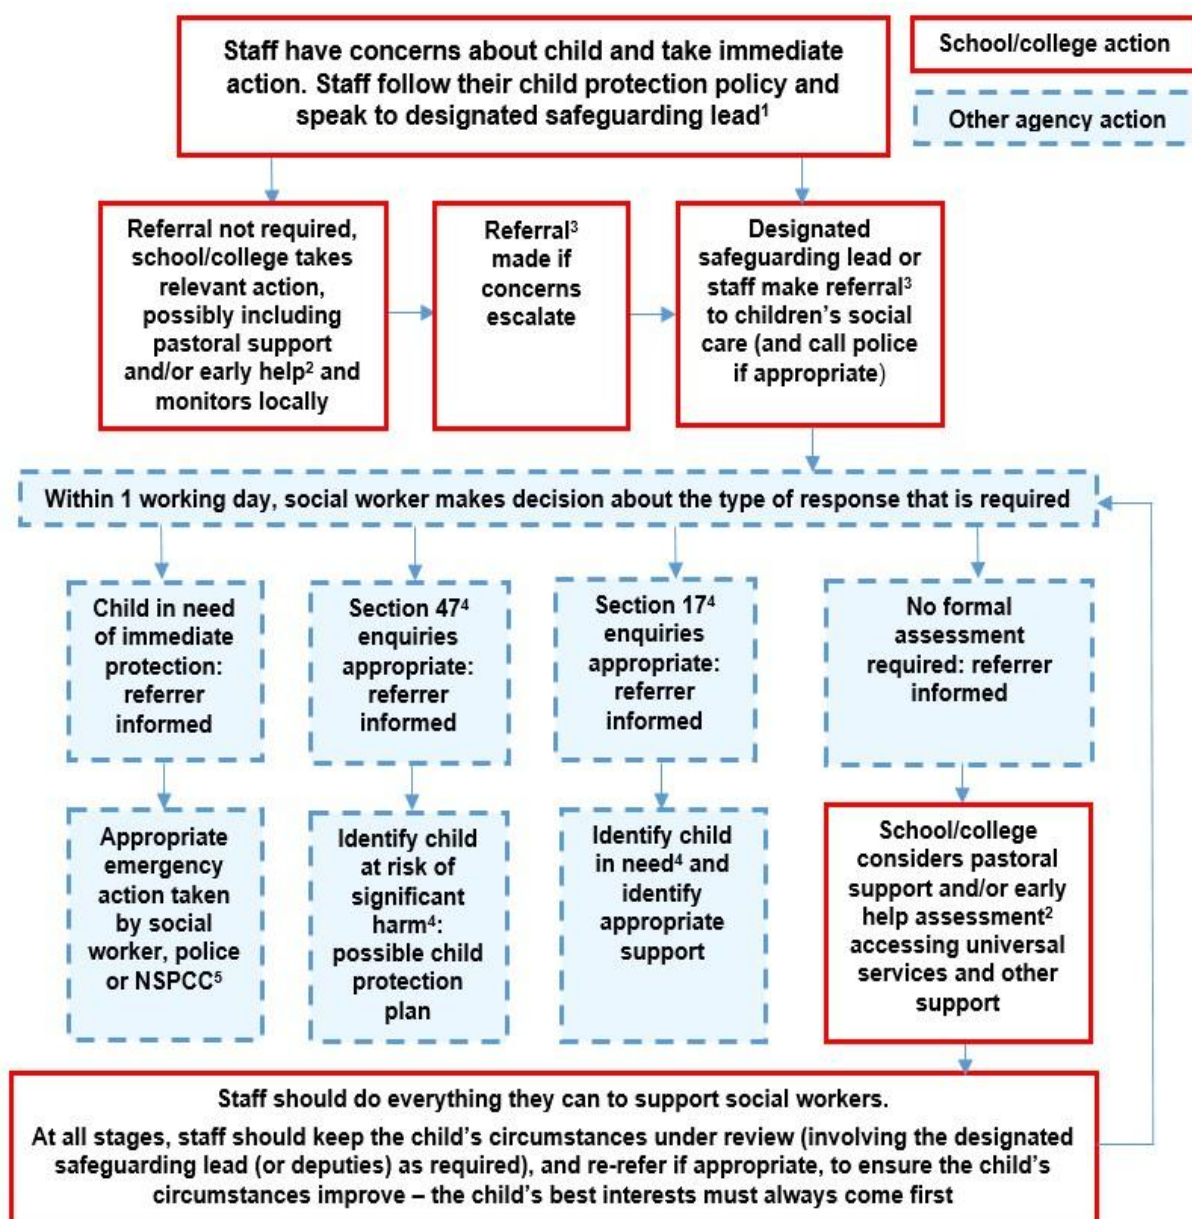 Staff have concerns about child and take immediate
action. Staff follow their child protection policy and
speak to designated safeguarding lead¹
School/college action
Other agency action
Referral not required,
school/college takes
relevant action,
possibly including
pastoral support
and/or early help² and
monitors locally
Referral³
made if
concerns
escalate
Designated
safeguarding lead or
staff make referral³
to children’s social
care (and call police
if appropriate)
Within 1 working day, social worker makes decision about the type of response that is required
Child in need
of immediate
protection:
referrer
informed
Section 47⁴
enquiries
appropriate:
referrer
informed
Section 17⁴
enquiries
appropriate:
referrer
informed
No formal
assessment
required: referrer
informed
Appropriate
emergency
action taken
by social
worker, police
or NSPCC⁵
Identify child
at risk of
significant
harm⁴:
possible child
protection
plan
Identify child
in need⁴ and
identify
appropriate
support
School/college
considers pastoral
support and/or early
help assessment²
accessing universal
services and other
support
Staff should do everything they can to support social workers.
At all stages, staff should keep the child’s circumstances under review (involving the designated
safeguarding lead (or deputies) as required), and re-refer if appropriate, to ensure the child’s
circumstances improve – the child’s best interests must always come first